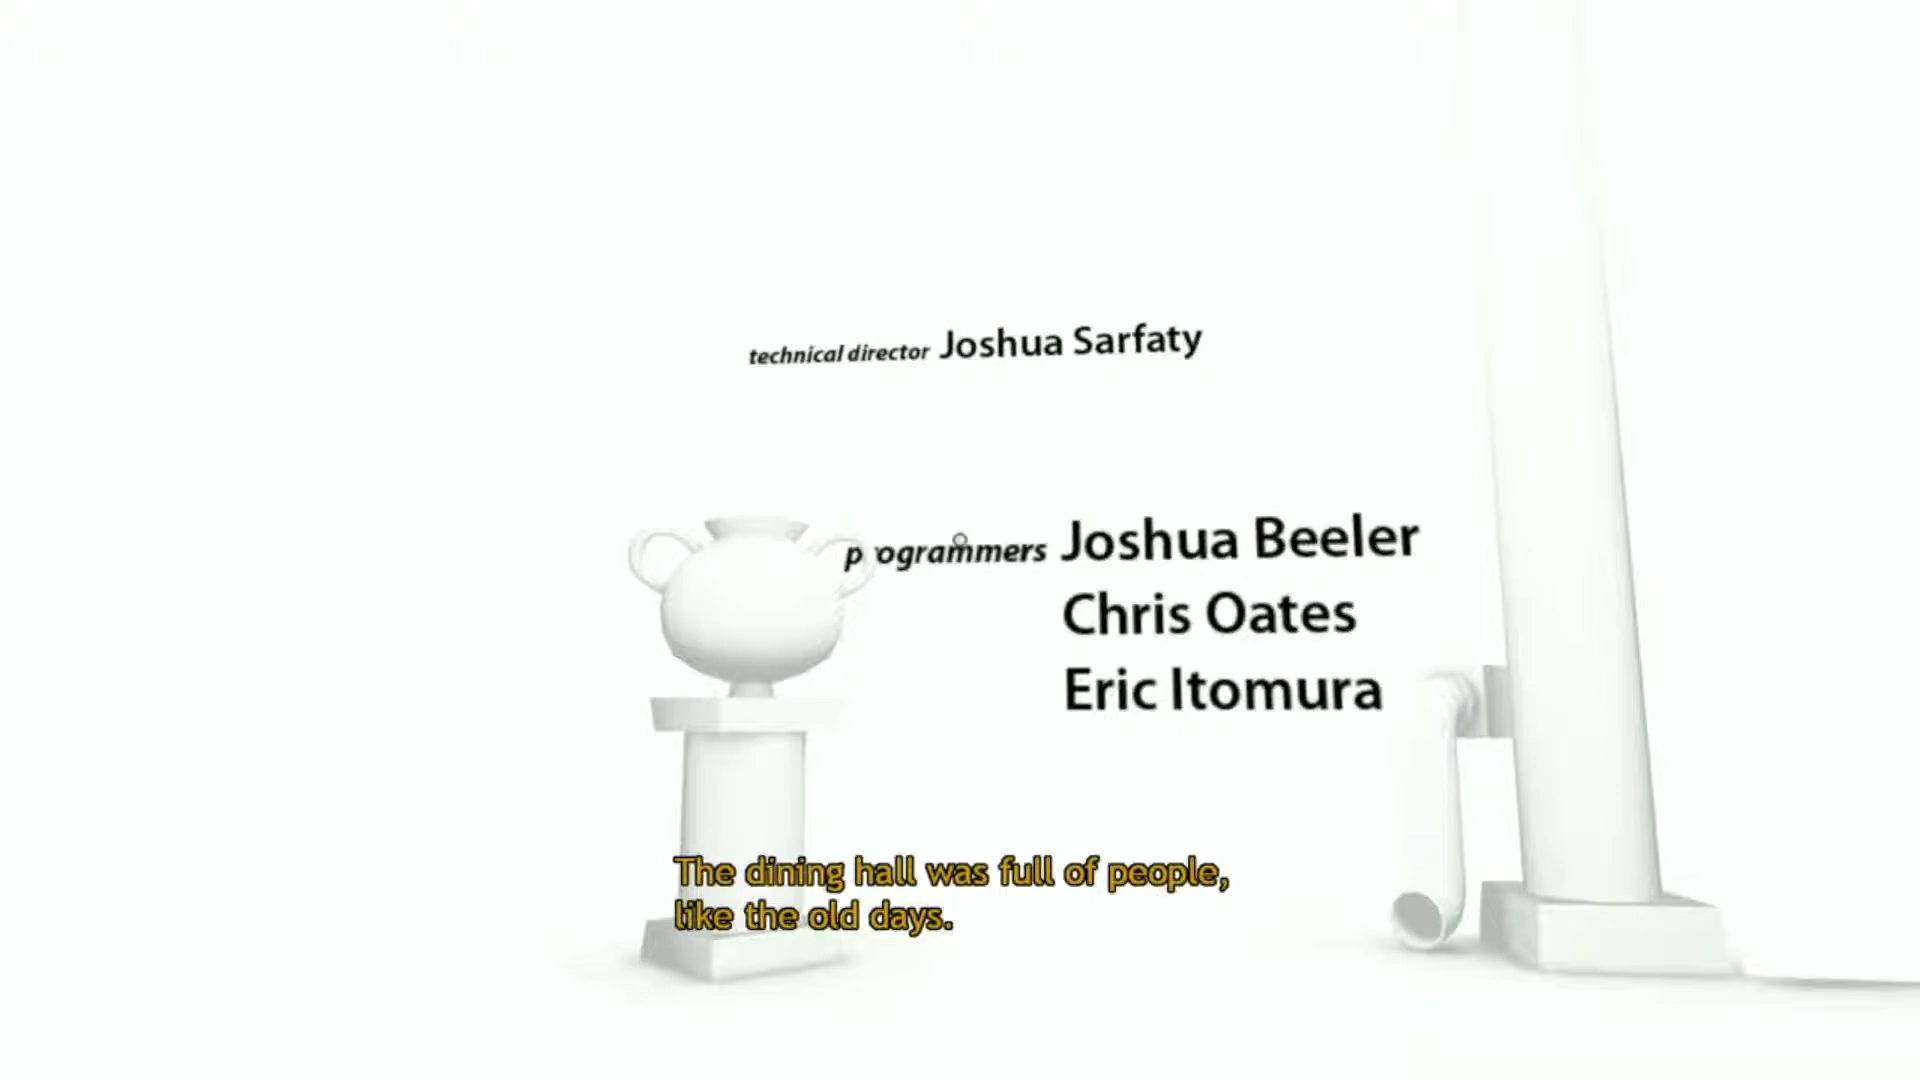 technical director Joshua Sarfaty
programmers Joshua Beeler
Chris Oates
Eric Itomura
The dining hall was full of people,
like the old days.